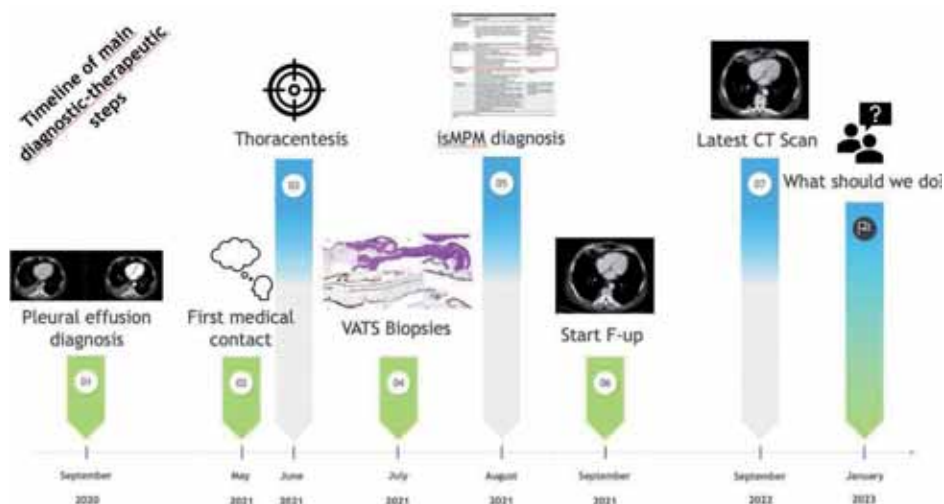 Timeline of main
diagnostic-therapeutic
steps
Thoracentesis
isMPM diagnosis
Latest CT Scan
?
What should we do?
03
05
07
Pleural effusion
diagnosis
First medical
contact
VATS Biopsies
Start F-up
01
02
04
06
September
2020
May
2021
June
2021
July
2021
August
2021
September
2021
September
2022
January
2023